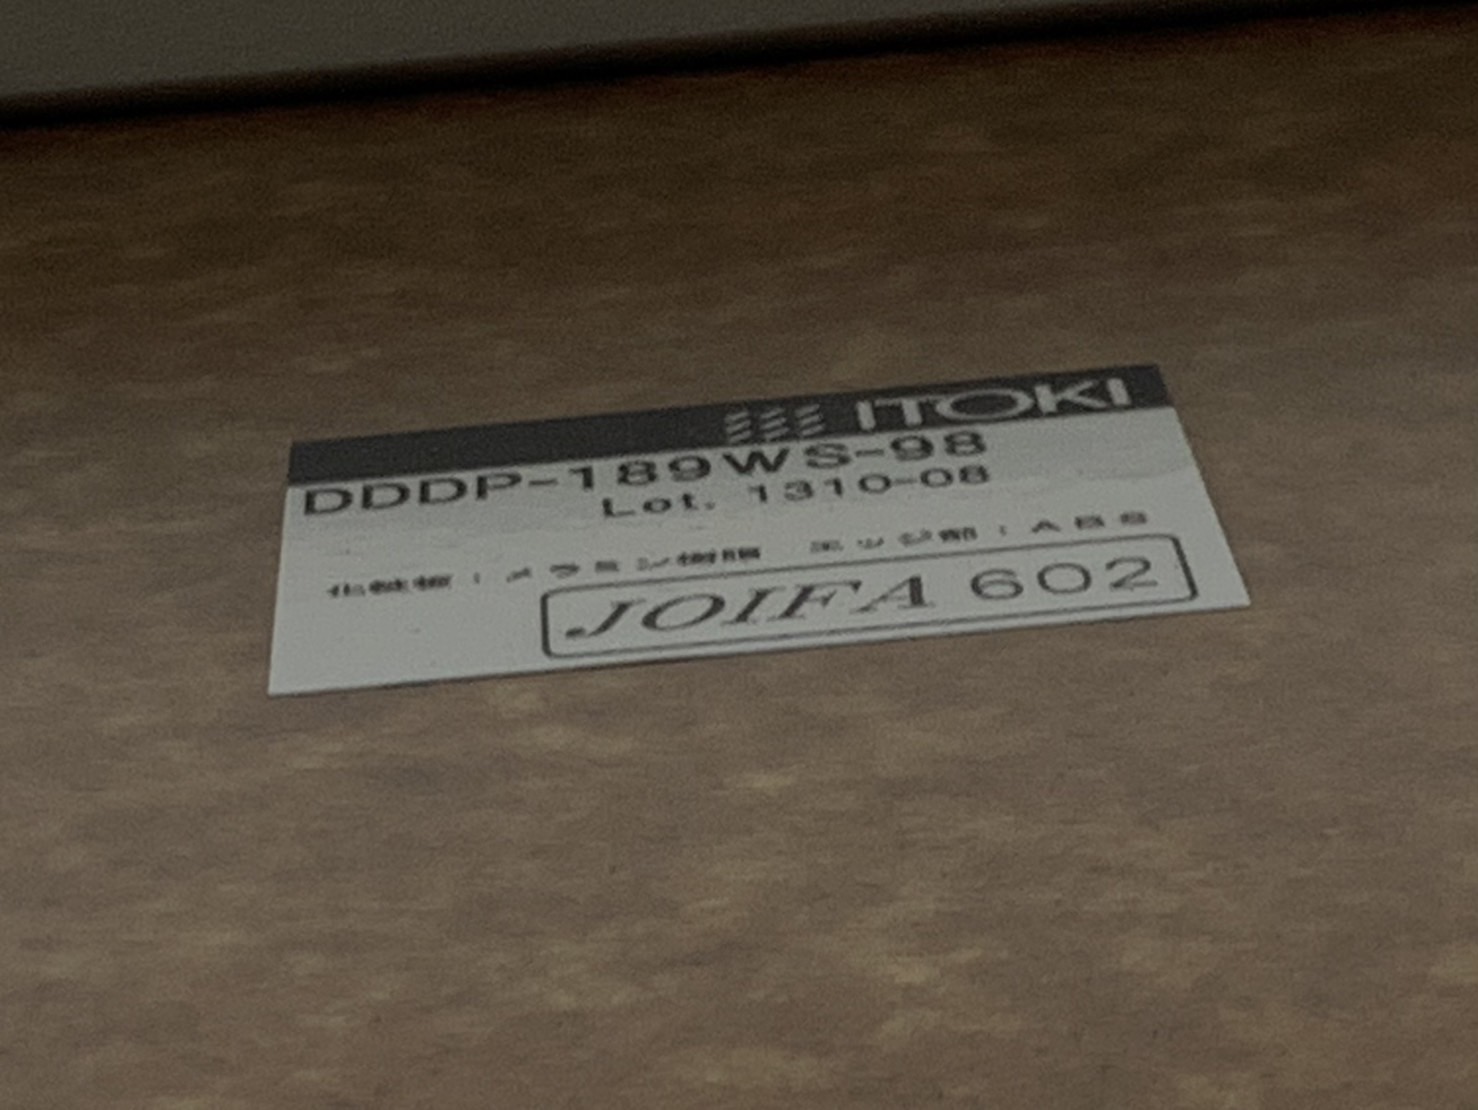 ITOKI
DDDP-189WS-98
Lot. 1310-08
化粧板：メラミン樹脂 エッジ部：ABS
JOIFA 602